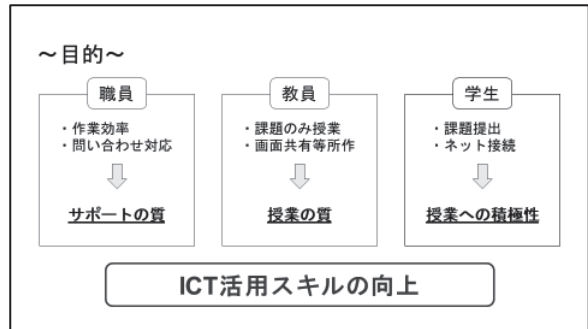 ～目的～
職員
・作業効率
・問い合わせ対応
サポートの質
教員
・課題のみ授業
・画面共有等所作
授業の質
学生
・課題提出
・ネット接続
授業への積極性
ICT活用スキルの向上